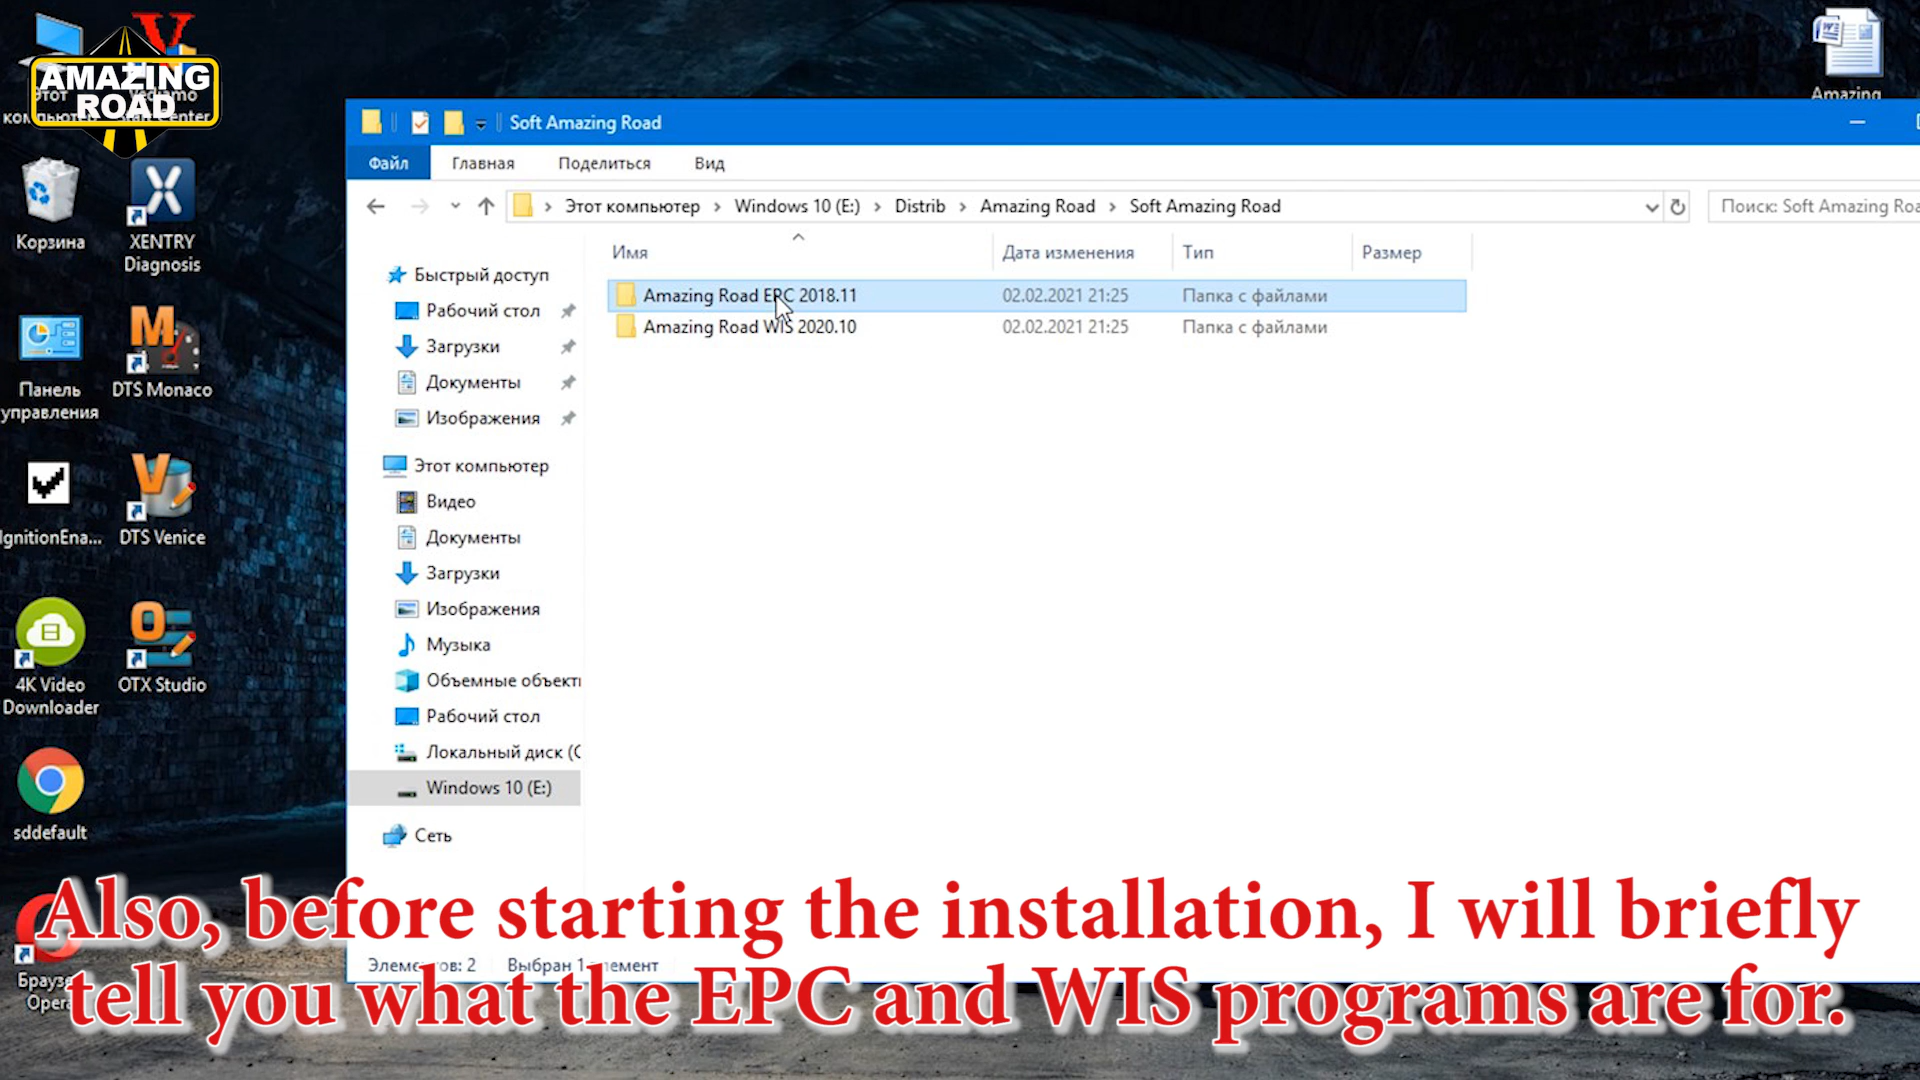 AMAZING
ROAD
Этот
компьютер
Vediamo
Start Center
Корзина
XENTRY
Diagnosis
Панель
управления
DTS Monaco
IgnitionEna...
DTS Venice
4K Video
Downloader
OTX Studio
sddefault
Браузер
Opera
Amazing
Soft Amazing Road
Файл Главная Поделиться Вид
Этот компьютер › Windows 10 (E:) › Distrib › Amazing Road › Soft Amazing Road
Поиск: Soft Amazing Roa
Имя Дата изменения Тип Размер
Amazing Road EPC 2018.11 02.02.2021 21:25 Папка с файлами
Amazing Road WIS 2020.10 02.02.2021 21:25 Папка с файлами
Быстрый доступ
Рабочий стол
Загрузки
Документы
Изображения
Этот компьютер
Видео
Документы
Загрузки
Изображения
Музыка
Объемные объекты
Рабочий стол
Локальный диск (C
Windows 10 (E:)
Сеть
Элементов: 2 Выбран 1 элемент
Also, before starting the installation, I will briefly
tell you what the EPC and WIS programs are for.